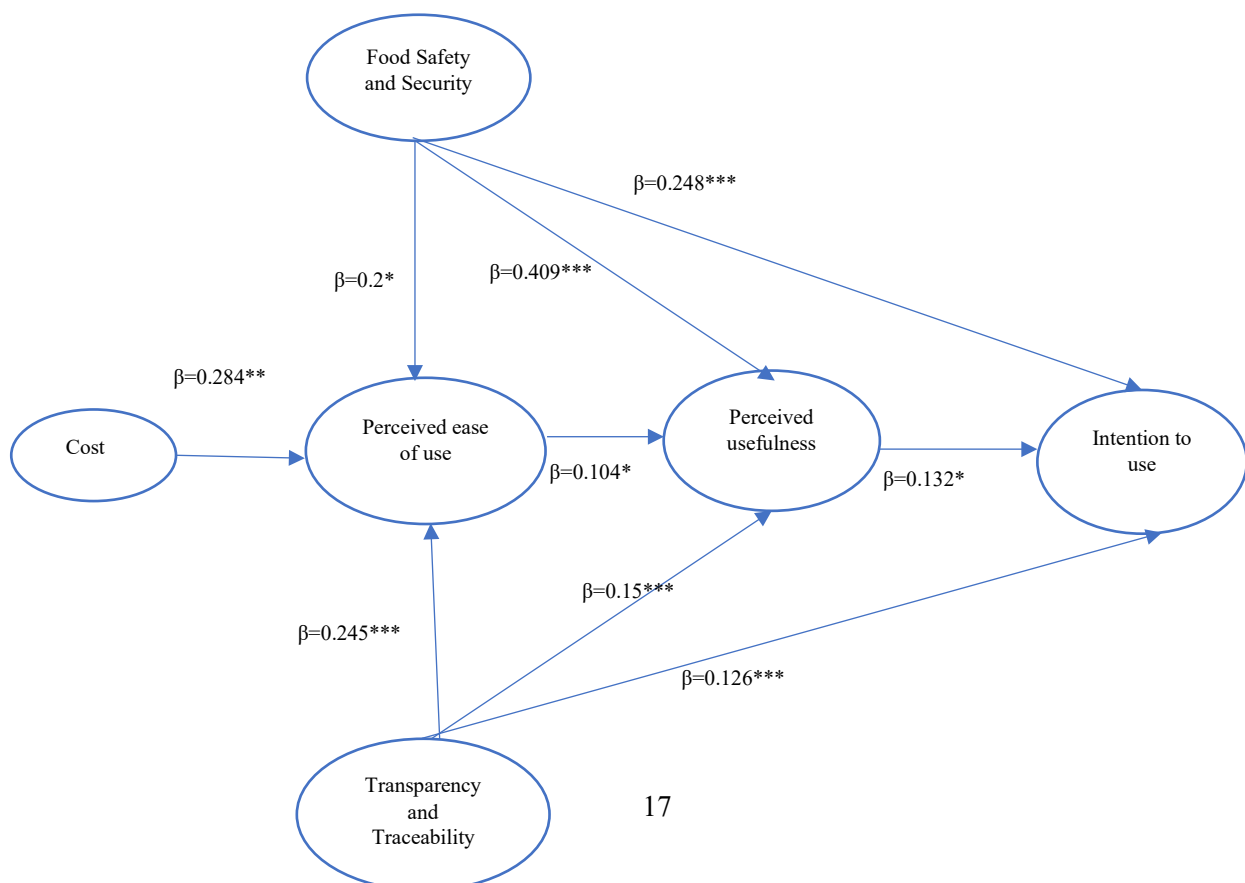 Food Safety
and Security
β=0.248***
β=0.409***
β=0.2*
β=0.284**
Cost
Perceived ease
of use
β=0.104*
Perceived
usefulness
β=0.132*
Intention to
use
β=0.15***
β=0.245***
β=0.126***
Transparency
and
Traceability
17